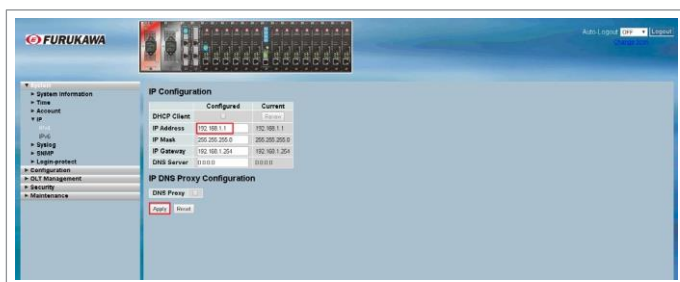 FURUKAWA
Auto-Logout OFF Logout
System
System Information
Time
Account
IP
IPv4
IPv6
Syslog
SNMP
Login-protect
Configuration
OLT Management
Security
Maintenance
IP Configuration
Configured Current
DHCP Client Renew
IP Address 192.168.1.1 192.168.1.1
IP Mask 255.255.255.0 255.255.255.0
IP Gateway 192.168.1.254 192.168.1.254
DNS Server 0.0.0.0 0.0.0.0
IP DNS Proxy Configuration
DNS Proxy
Apply Reset